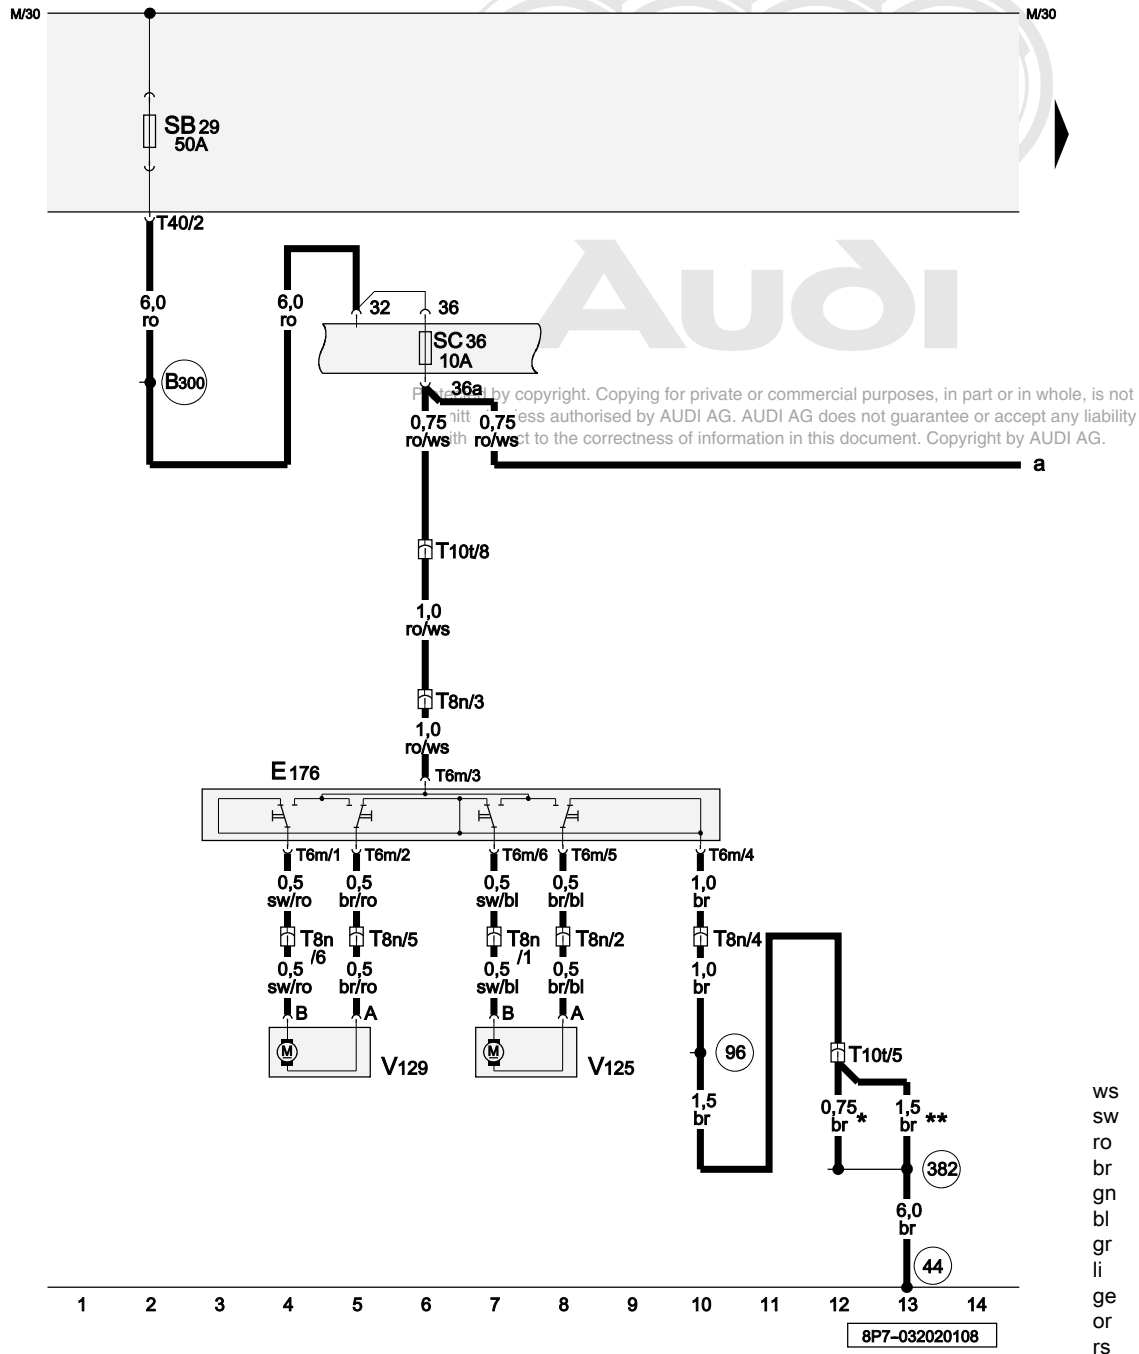 M/30
M/30
SB 29
50A
T40/2
6,0
ro
6,0
ro
32
36
SC 36
10A
B300
36a
Audi
by copyright. Copying for private or commercial purposes, in part or in whole, is not
ess authorised by AUDI AG. AUDI AG does not guarantee or accept any liability
ct to the correctness of information in this document. Copyright by AUDI AG.
0,75
ro/ws
0,75
ro/ws
a
T10t/8
1,0
ro/ws
T8n/3
1,0
ro/ws
E 176
T6m/3
T6m/1
T6m/2
T6m/6
T6m/5
T6m/4
0,5
sw/ro
0,5
br/ro
0,5
sw/bl
0,5
br/bl
1,0
br
T8n
/6
T8n/5
T8n
/1
T8n/2
T8n/4
0,5
sw/ro
0,5
br/ro
0,5
sw/bl
0,5
br/bl
1,0
br
B
A
B
A
M
V129
M
V125
96
T10t/5
1,5
br
0,75
br *
1,5
br **
382
6,0
br
44
ws
sw
ro
br
gn
bl
gr
li
ge
or
rs
1 2 3 4 5 6 7 8 9 10 11 12 13 14
8P7-032020108